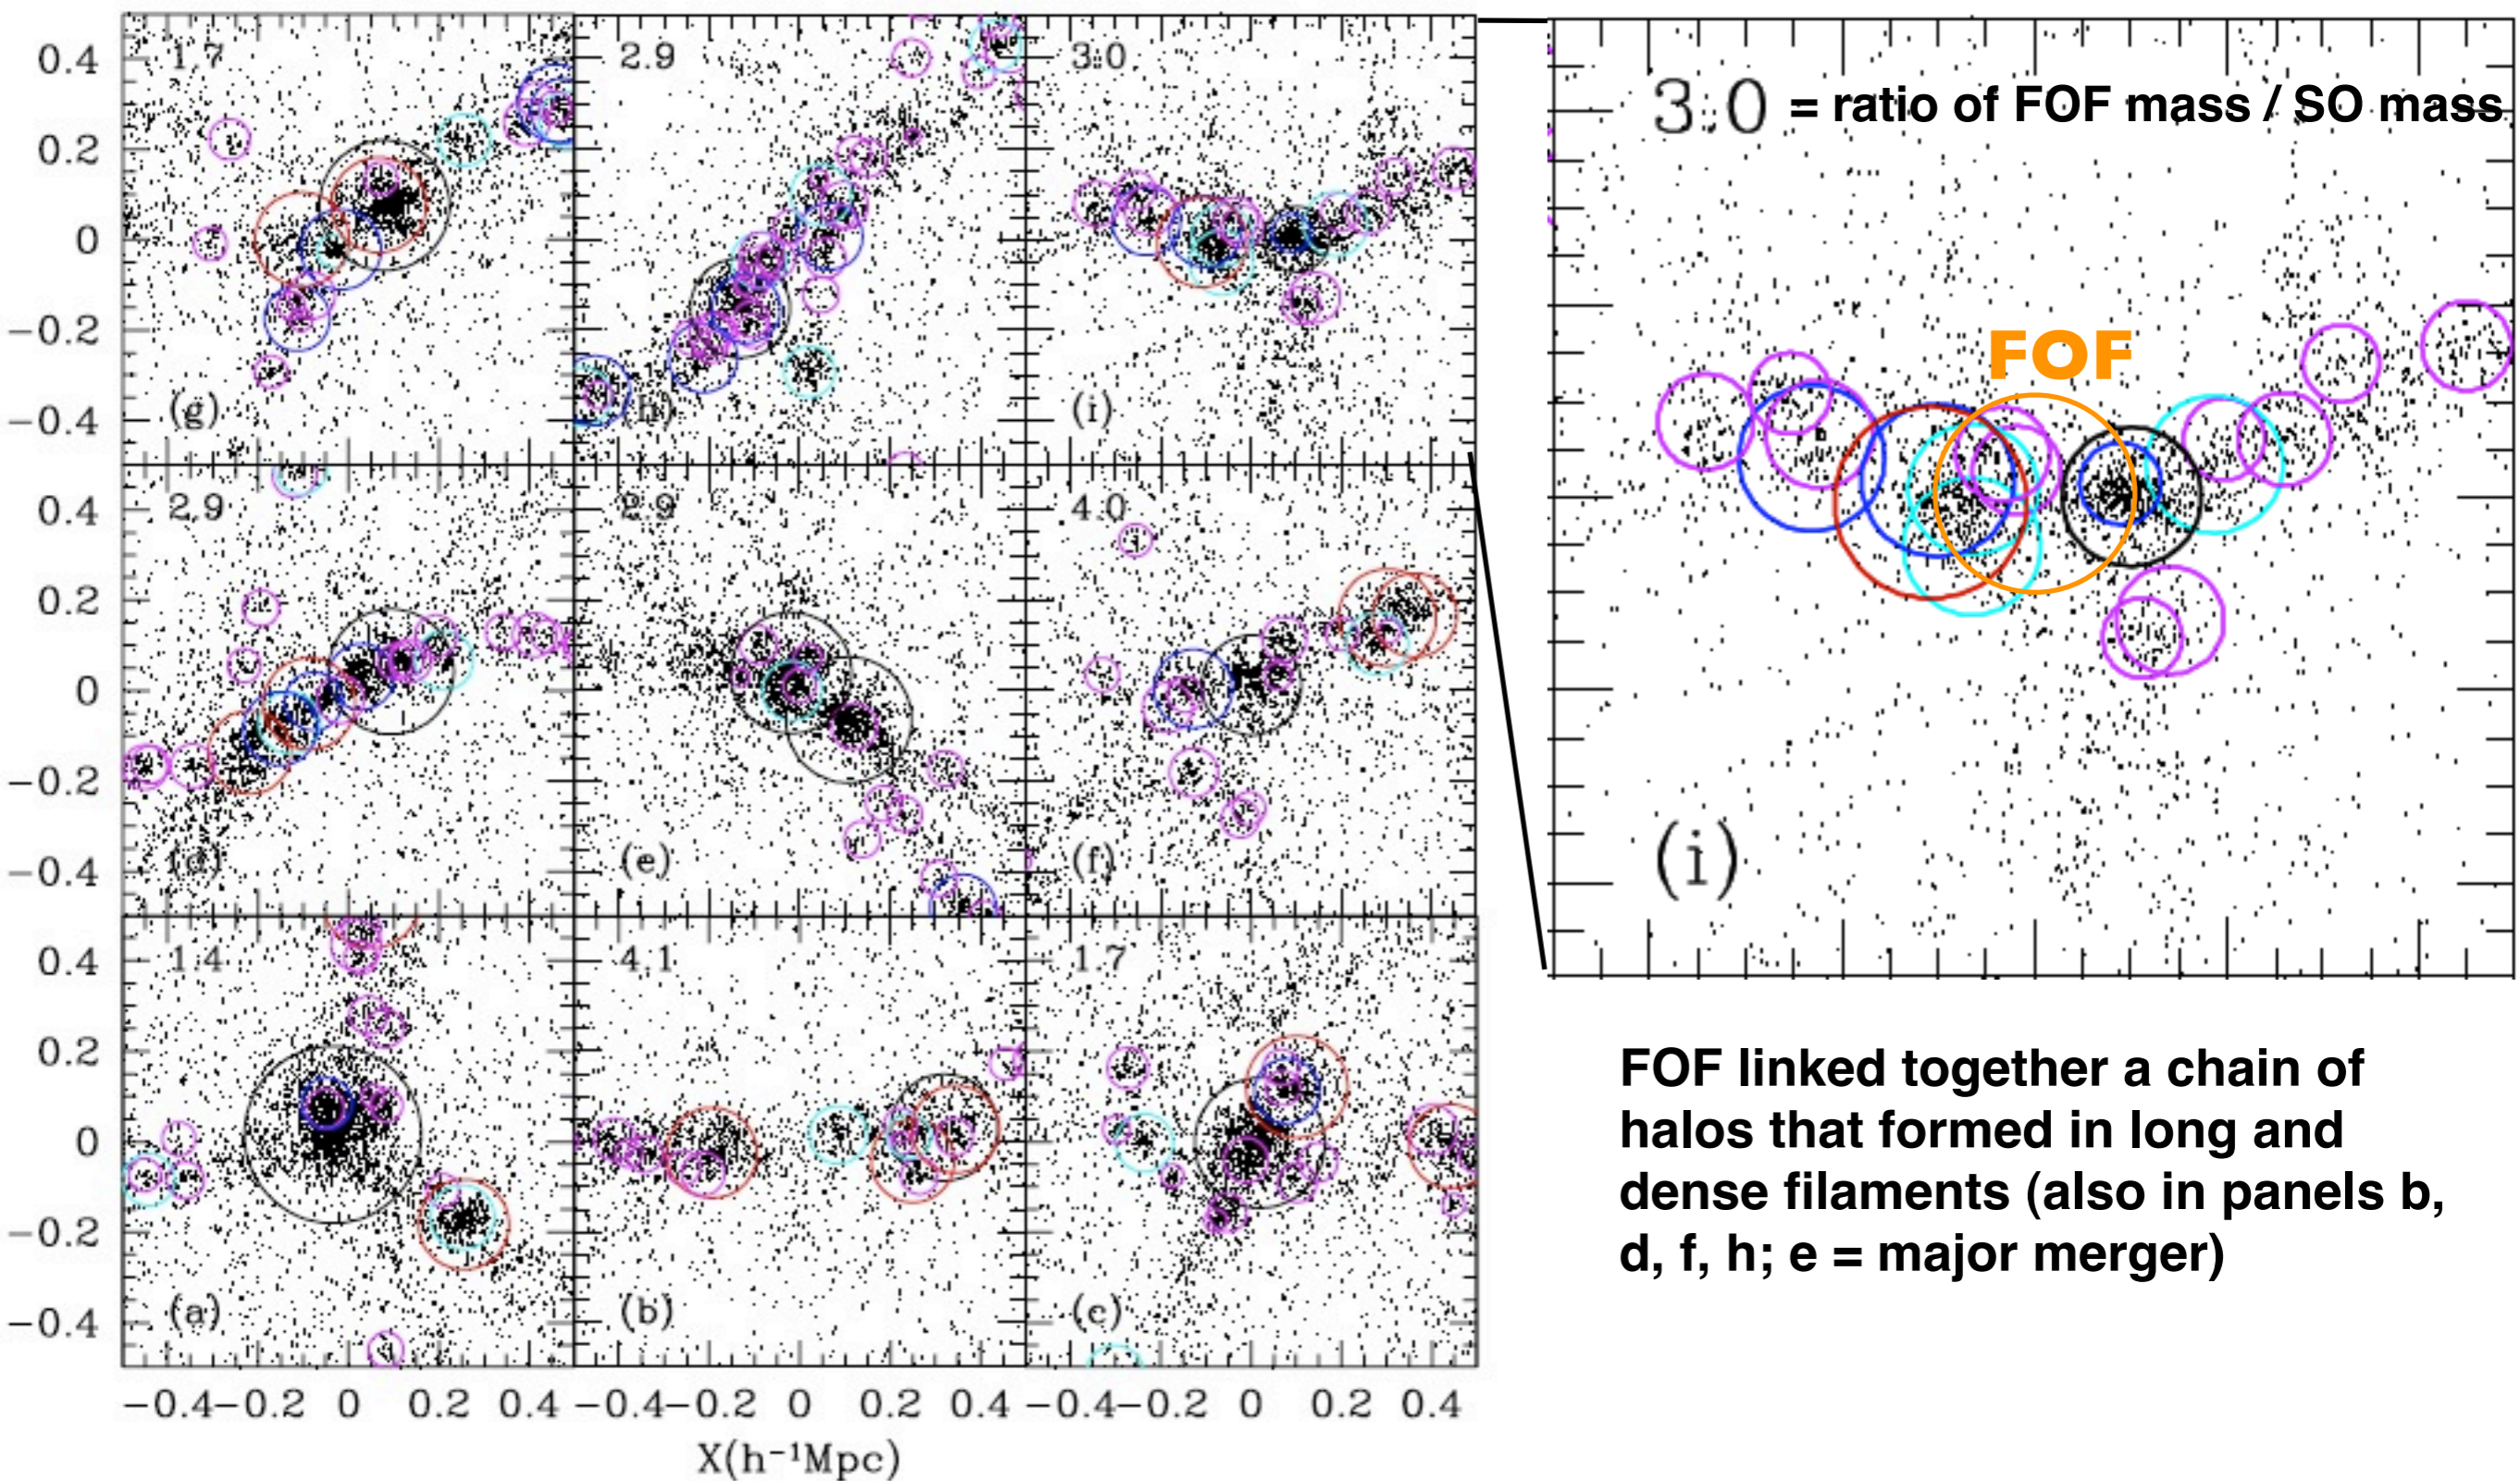 0.4 1.7 2.9 3.0
0.2
0
−0.2
−0.4 (g) (h) (i)
0.4 2.9 2.9 4.0
0.2
0
−0.2
−0.4 (d) (e) (f)
0.4 1.4 4.1 1.7
0.2
0
−0.2
−0.4 (a) (b) (c)
−0.4 −0.2 0 0.2 0.4 −0.4 −0.2 0 0.2 0.4 −0.4 −0.2 0 0.2 0.4
X(h⁻¹Mpc)
3.0 = ratio of FOF mass / SO mass
FOF
(i)
FOF linked together a chain of
halos that formed in long and
dense filaments (also in panels b,
d, f, h; e = major merger)